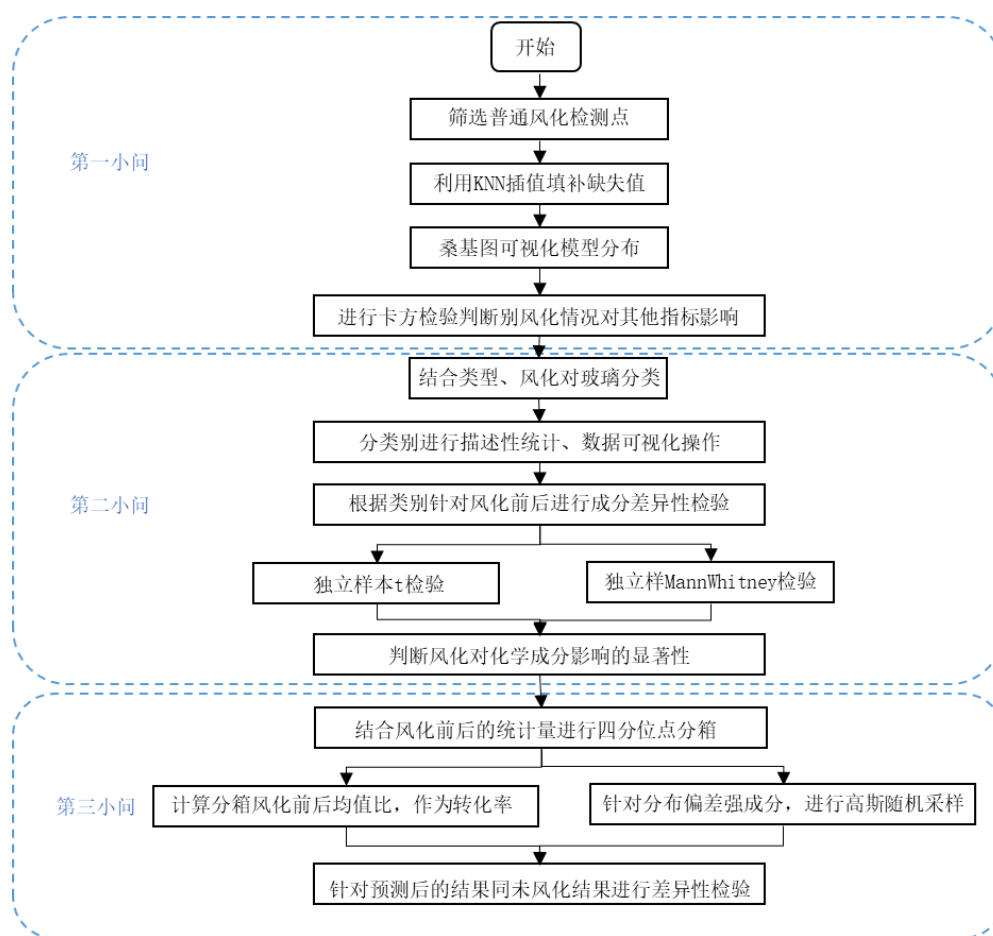 开始
筛选普通风化检测点
第一小问
利用KNN插值填补缺失值
桑基图可视化模型分布
进行卡方检验判断别风化情况对其他指标影响
结合类型、风化对玻璃分类
分类别进行描述性统计、数据可视化操作
第二小问
根据类别针对风化前后进行成分差异性检验
独立样本t检验
独立样MannWhitney检验
判断风化对化学成分影响的显著性
结合风化前后的统计量进行四分位点分箱
第三小问
计算分箱风化前后均值比，作为转化率
针对分布偏差强成分，进行高斯随机采样
针对预测后的结果同未风化结果进行差异性检验